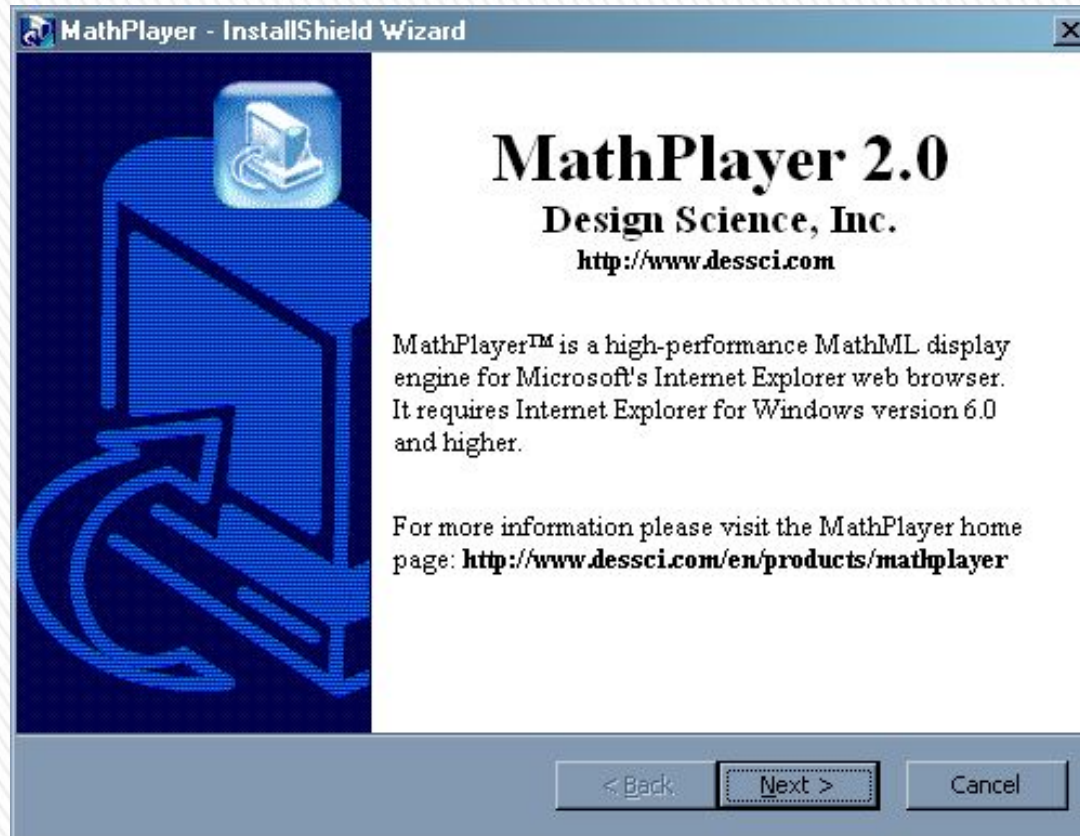 MathPlayer - InstallShield Wizard
MathPlayer 2.0
Design Science, Inc.
http://www.dessci.com
MathPlayer™ is a high-performance MathML display
engine for Microsoft's Internet Explorer web browser.
It requires Internet Explorer for Windows version 6.0
and higher.
For more information please visit the MathPlayer home
page: http://www.dessci.com/en/products/mathplayer
< Back
Next >
Cancel